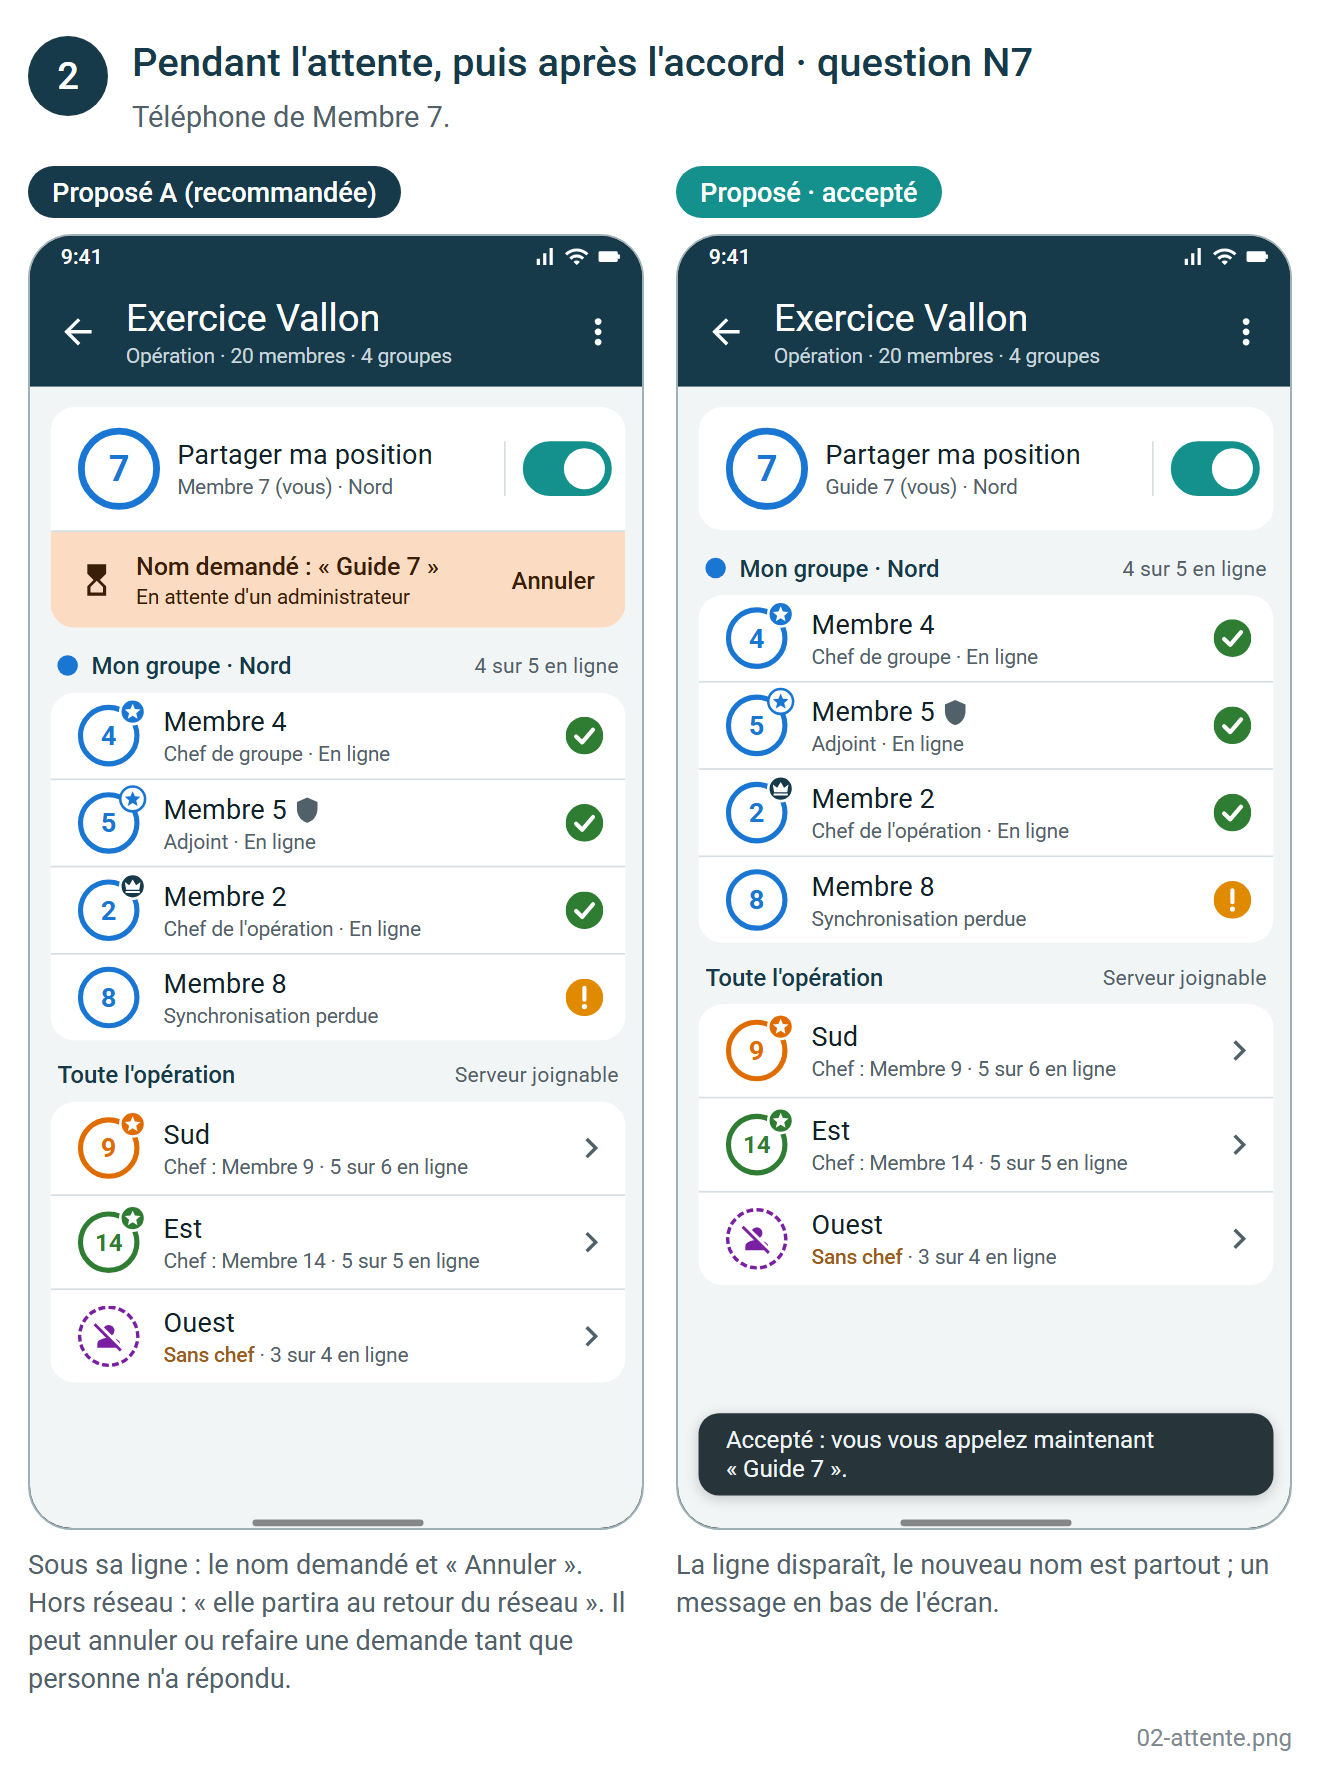 2
Pendant l'attente, puis après l'accord · question N7
Téléphone de Membre 7.
Proposé A (recommandée)
9:41
Exercice Vallon
Opération · 20 membres · 4 groupes
7
Partager ma position
Membre 7 (vous) · Nord
Nom demandé : « Guide 7 »
En attente d'un administrateur
Annuler
Mon groupe · Nord
4 sur 5 en ligne
4
Membre 4
Chef de groupe · En ligne
5
Membre 5
Adjoint · En ligne
2
Membre 2
Chef de l'opération · En ligne
8
Membre 8
Synchronisation perdue
Toute l'opération
Serveur joignable
9
Sud
Chef : Membre 9 · 5 sur 6 en ligne
14
Est
Chef : Membre 14 · 5 sur 5 en ligne
Ouest
Sans chef · 3 sur 4 en ligne
Sous sa ligne : le nom demandé et « Annuler ».
Hors réseau : « elle partira au retour du réseau ». Il
peut annuler ou refaire une demande tant que
personne n'a répondu.
Proposé · accepté
9:41
Exercice Vallon
Opération · 20 membres · 4 groupes
7
Partager ma position
Guide 7 (vous) · Nord
Mon groupe · Nord
4 sur 5 en ligne
4
Membre 4
Chef de groupe · En ligne
5
Membre 5
Adjoint · En ligne
2
Membre 2
Chef de l'opération · En ligne
8
Membre 8
Synchronisation perdue
Toute l'opération
Serveur joignable
9
Sud
Chef : Membre 9 · 5 sur 6 en ligne
14
Est
Chef : Membre 14 · 5 sur 5 en ligne
Ouest
Sans chef · 3 sur 4 en ligne
Accepté : vous vous appelez maintenant
« Guide 7 ».
La ligne disparaît, le nouveau nom est partout ; un
message en bas de l'écran.
02-attente.png